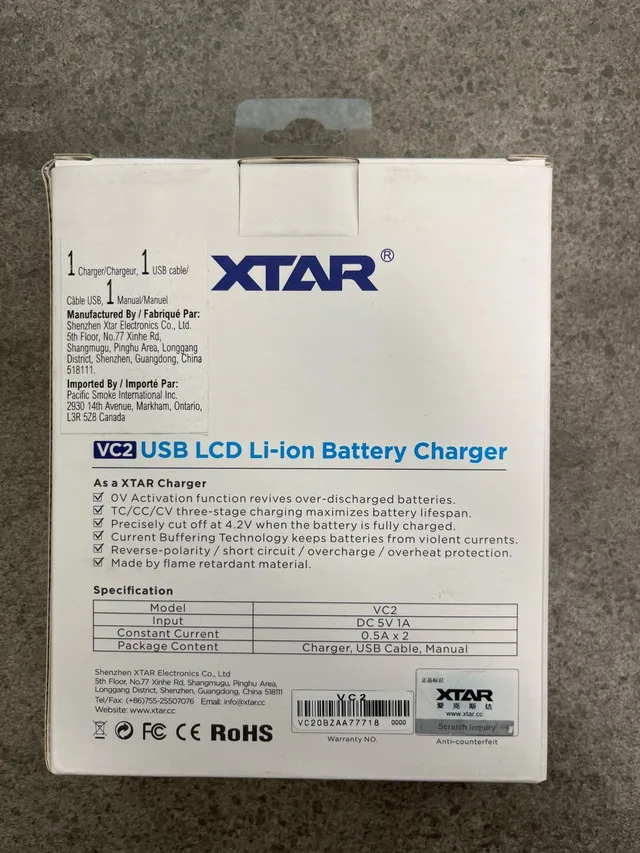 XTAR®
1 Charger/Chargeur, 1 USB cable/
Câble USB, 1 Manual/Manuel
Manufactured By / Fabriqué Par:
Shenzhen Xtar Electronics Co., Ltd.
5th Floor, No.77 Xinhe Rd,
Shangmugu, Pinghu Area, Longgang
District, Shenzhen, Guangdong, China
518111.
Imported By / Importé Par:
Pacific Smoke International Inc.
2930 14th Avenue, Markham, Ontario,
L3R 5Z8 Canada
VC2 USB LCD Li-ion Battery Charger
As a XTAR Charger
0V Activation function revives over-discharged batteries.
TC/CC/CV three-stage charging maximizes battery lifespan.
Precisely cut off at 4.2V when the battery is fully charged.
Current Buffering Technology keeps batteries from violent currents.
Reverse-polarity / short circuit / overcharge / overheat protection.
Made by flame retardant material.
Specification
Model VC2
Input DC 5V 1A
Constant Current 0.5A x 2
Package Content Charger, USB Cable, Manual
Shenzhen XTAR Electronics Co., Ltd
5th Floor, No.77 Xinhe Rd, Shangmugu, Pinghu Area,
Longgang District, Shenzhen, Guangdong, China 518111
Tel/Fax: (+86)755-25507076 Email: info@xtar.cc
Website: www.xtar.cc
FC CE RoHS
VC2
VC20BZAA77718 0000
Warranty NO.
正品标识
XTAR
爱克斯达
www.xtar.cc
Scratch Inquiry
Anti-counterfeit